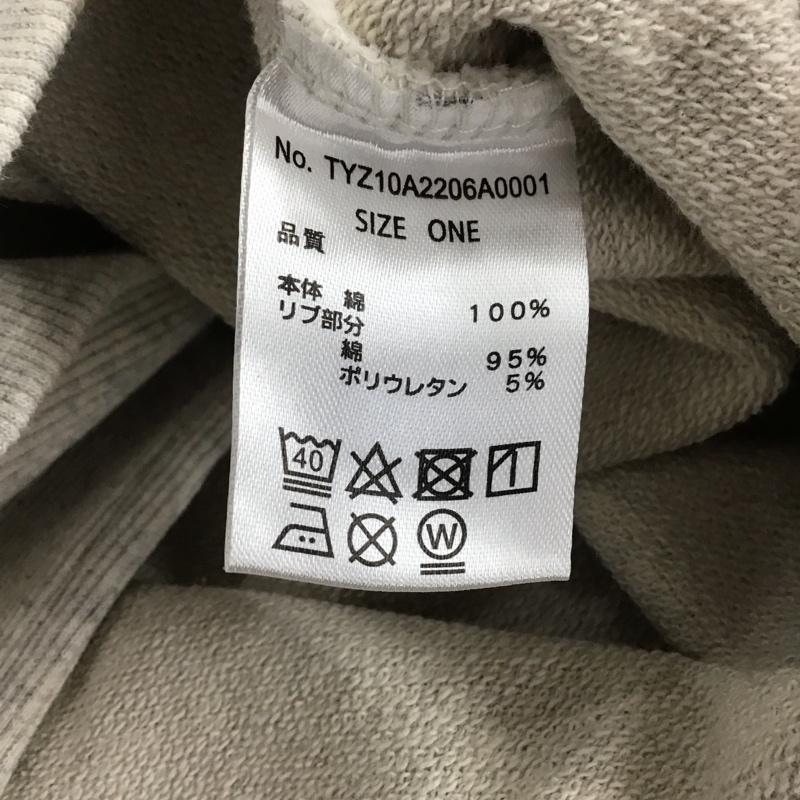 No. TYZ10A2206A0001
SIZE ONE
品質
本体 綿 100%
リブ部分
綿 95%
ポリウレタン 5%
40
W